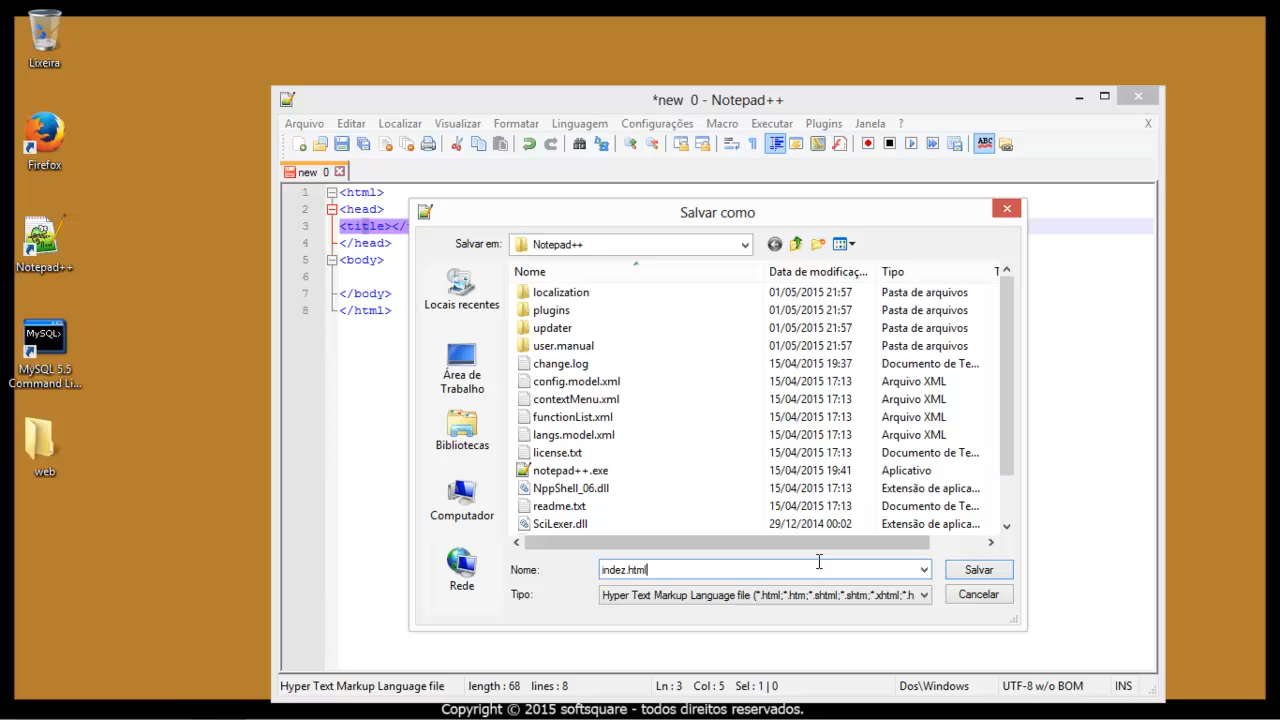 Lixeira
Firefox
Notepad++
MySQL>
MySQL 5.5
Command Li...
web
*new 0 - Notepad++
Arquivo Editar Localizar Visualizar Formatar Linguagem Configurações Macro Executar Plugins Janela ? X
ABC
new 0
1 <html>
2 <head>
3 <title></
4 </head>
5 <body>
6
7 </body>
8 </html>
Salvar como
Salvar em: Notepad++
Locais recentes
Área de
Trabalho
Bibliotecas
Computador
Rede
Nome Data de modificaç... Tipo T
localization 01/05/2015 21:57 Pasta de arquivos
plugins 01/05/2015 21:57 Pasta de arquivos
updater 01/05/2015 21:57 Pasta de arquivos
user.manual 01/05/2015 21:57 Pasta de arquivos
change.log 15/04/2015 19:37 Documento de Te...
config.model.xml 15/04/2015 17:13 Arquivo XML
contextMenu.xml 15/04/2015 17:13 Arquivo XML
functionList.xml 15/04/2015 17:13 Arquivo XML
langs.model.xml 15/04/2015 17:13 Arquivo XML
license.txt 15/04/2015 17:13 Documento de Te...
notepad++.exe 15/04/2015 19:41 Aplicativo
NppShell_06.dll 15/04/2015 17:13 Extensão de aplica...
readme.txt 15/04/2015 17:13 Documento de Te...
SciLexer.dll 29/12/2014 00:02 Extensão de aplica...
Nome: indez.html Salvar
Tipo: Hyper Text Markup Language file (*.html;*.htm;*.shtml;*.shtm;*.xhtml;*.h Cancelar
Hyper Text Markup Language file length : 68 lines : 8 Ln : 3 Col : 5 Sel : 1 | 0 Dos\Windows UTF-8 w/o BOM INS
Copyright © 2015 softsquare - todos direitos reservados.